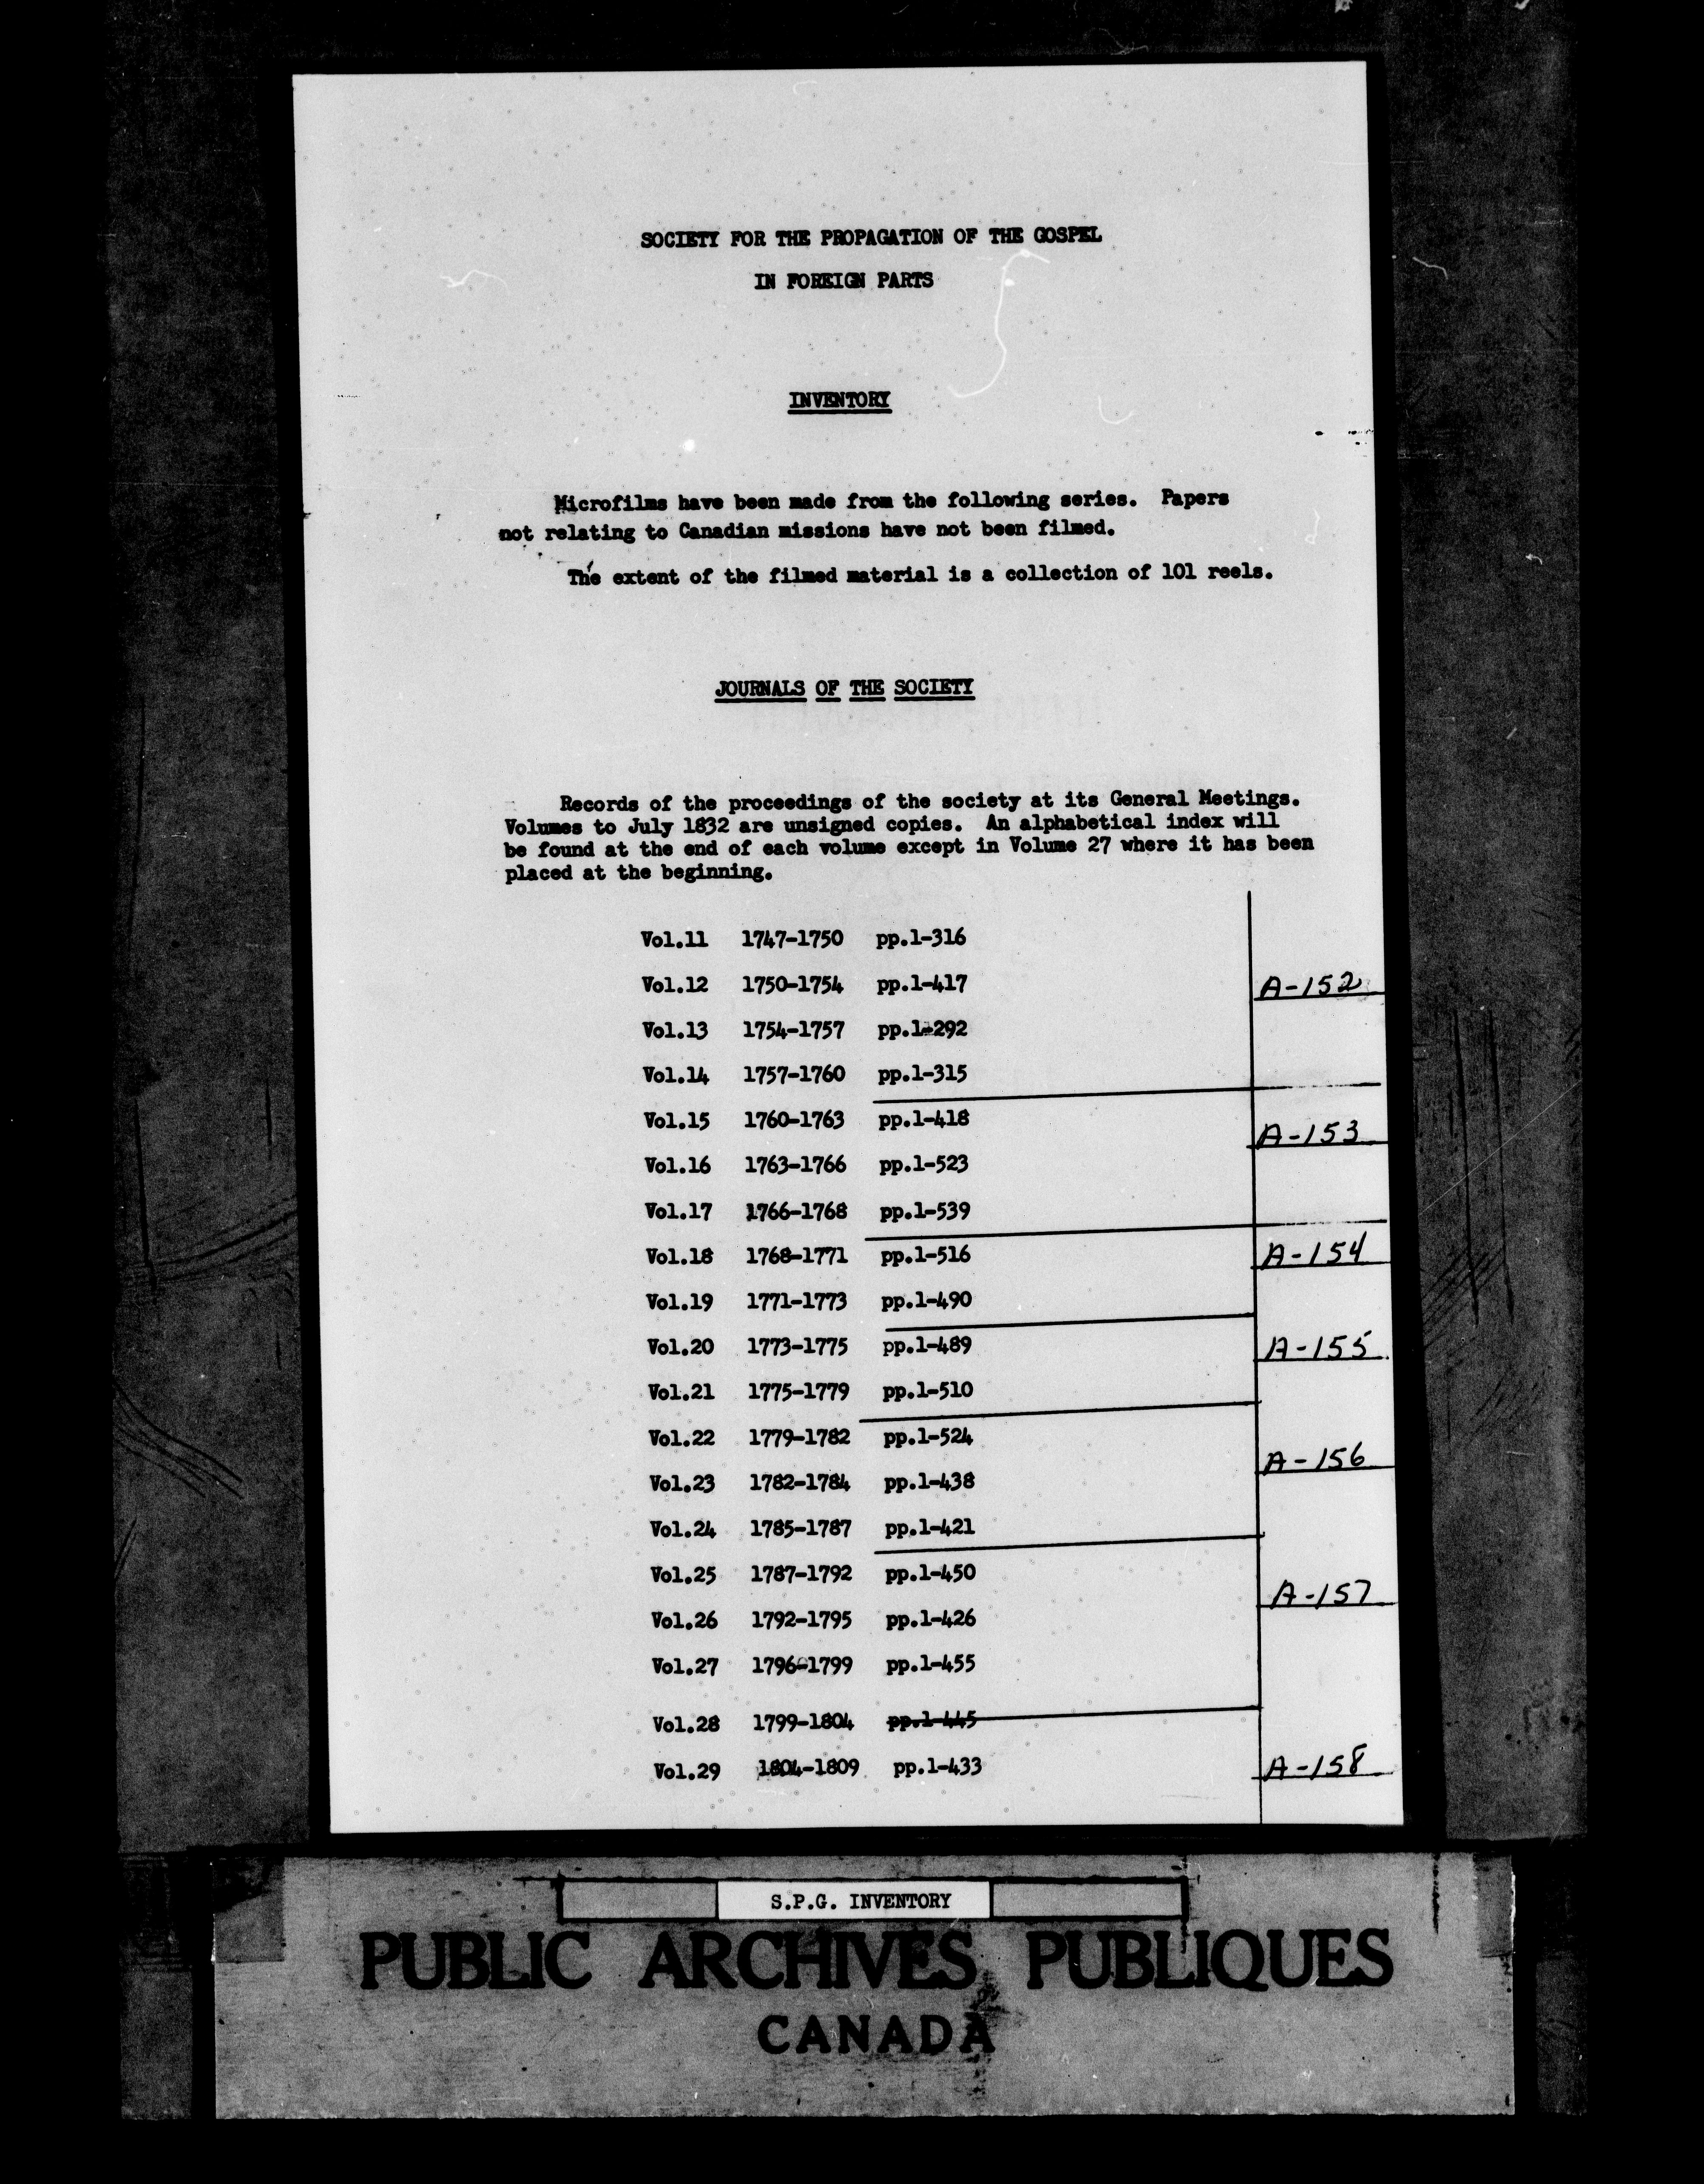 SOCIETY FOR THE PROPAGATION OF THE GOSPEL
IN FOREIGN PARTS
INVENTORY
Microfilms have been made from the following series. Papers
not relating to Canadian missions have not been filmed.
The extent of the filmed material is a collection of 101 reels.
JOURNALS OF THE SOCIETY
Records of the proceedings of the society at its General Meetings.
Volumes to July 1832 are unsigned copies. An alphabetical index will
be found at the end of each volume except in Volume 27 where it has been
placed at the beginning.
Vol.11 1747-1750 pp.1-316
Vol.12 1750-1754 pp.1-417 A-152
Vol.13 1754-1757 pp.1-292
Vol.14 1757-1760 pp.1-315
Vol.15 1760-1763 pp.1-418 A-153
Vol.16 1763-1766 pp.1-523
Vol.17 1766-1768 pp.1-539
Vol.18 1768-1771 pp.1-516 A-154
Vol.19 1771-1773 pp.1-490
Vol.20 1773-1775 pp.1-489 A-155
Vol.21 1775-1779 pp.1-510
Vol.22 1779-1782 pp.1-524 A-156
Vol.23 1782-1784 pp.1-438
Vol.24 1785-1787 pp.1-421
Vol.25 1787-1792 pp.1-450 A-157
Vol.26 1792-1795 pp.1-426
Vol.27 1796-1799 pp.1-455
Vol.28 1799-1804 pp.1-445
Vol.29 1804-1809 pp.1-433 A-158
S.P.G. INVENTORY
PUBLIC ARCHIVES PUBLIQUES
CANADA